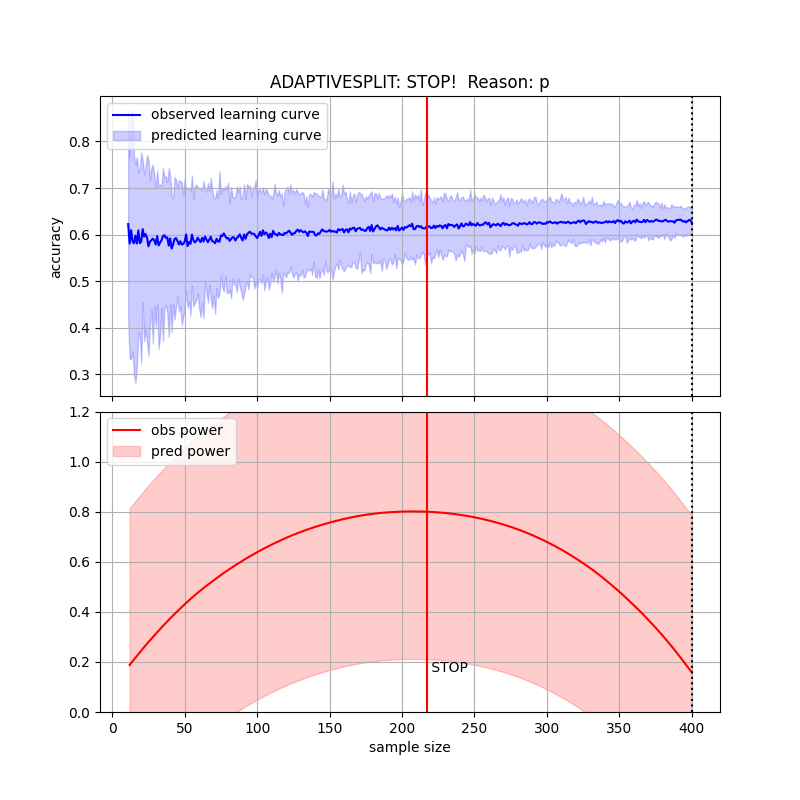 ADAPTIVESPLIT: STOP!  Reason: p
observed learning curve
predicted learning curve
0.8
0.7
0.6
0.5
0.4
0.3
accuracy
obs power
pred power
1.2
1.0
0.8
0.6
0.4
0.2
0.0
STOP
0 50 100 150 200 250 300 350 400
sample size